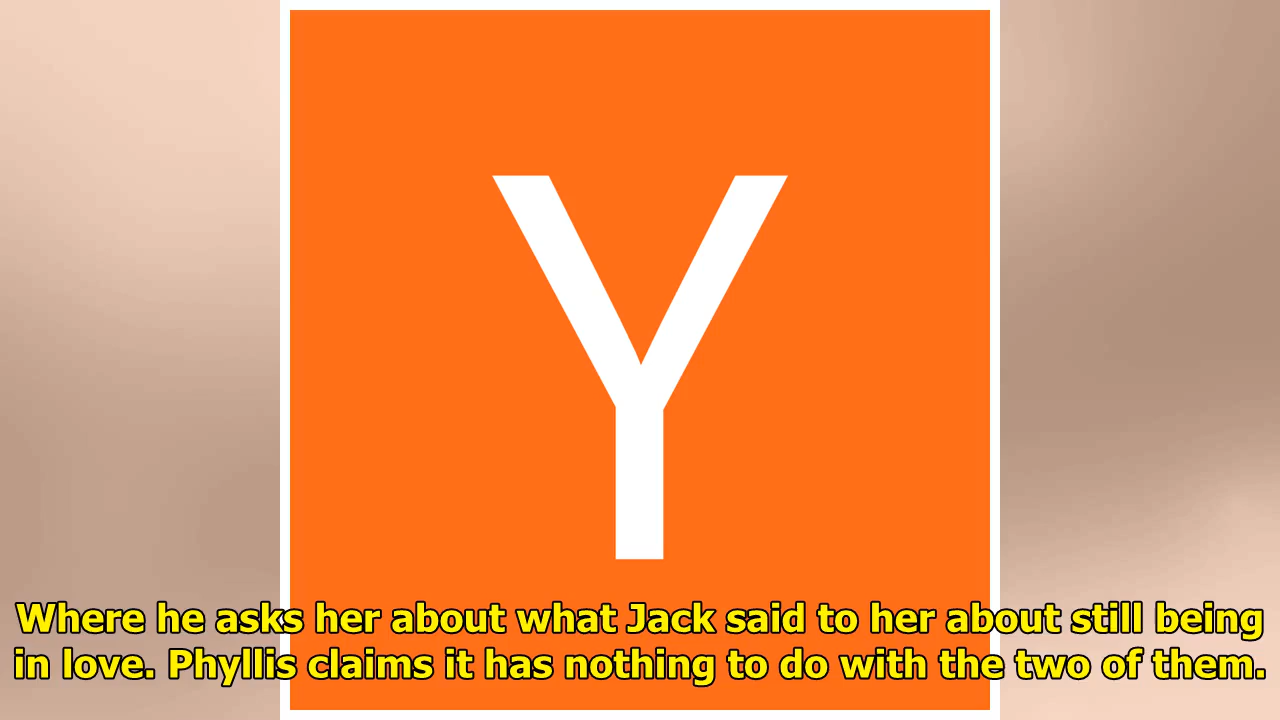 Y
Where he asks her about what Jack said to her about still being
in love. Phyllis claims it has nothing to do with the two of them.